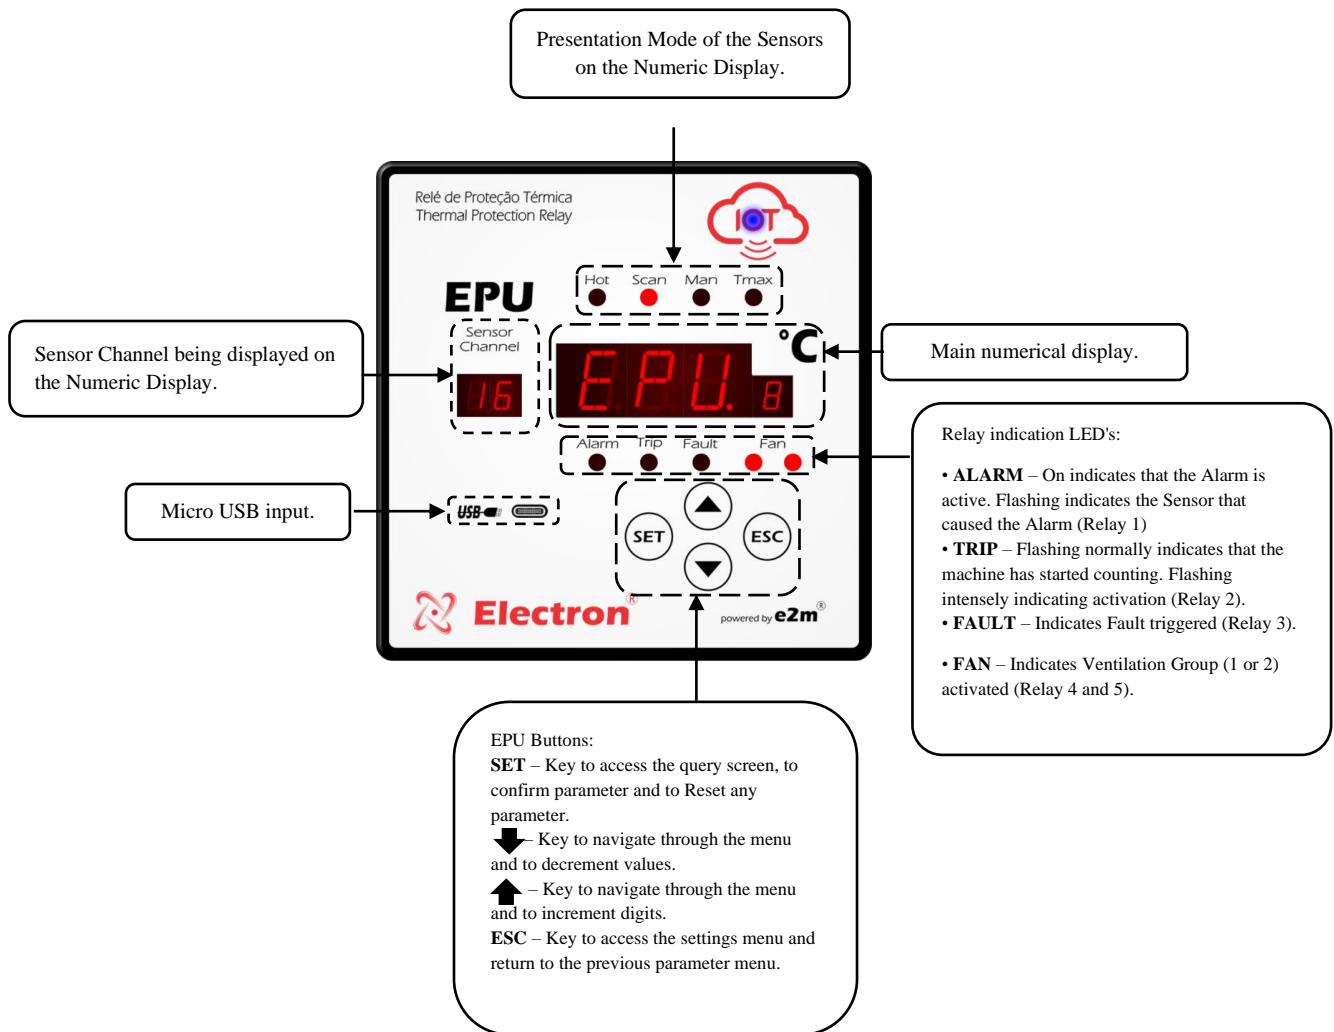 Presentation Mode of the Sensors
on the Numeric Display.
Relé de Proteção Térmica
Thermal Protection Relay
IOT
EPU
Hot Scan Man Tmax
Sensor
Channel
16
°C
EPU.8
Sensor Channel being displayed on
the Numeric Display.
Main numerical display.
Alarm Trip Fault Fan
Relay indication LED's:
• ALARM – On indicates that the Alarm is
active. Flashing indicates the Sensor that
caused the Alarm (Relay 1)
• TRIP – Flashing normally indicates that the
machine has started counting. Flashing
intensely indicating activation (Relay 2).
• FAULT – Indicates Fault triggered (Relay 3).
• FAN – Indicates Ventilation Group (1 or 2)
activated (Relay 4 and 5).
Micro USB input.
USB
SET
ESC
Electron®
powered by e2m®
EPU Buttons:
SET – Key to access the query screen, to
confirm parameter and to Reset any
parameter.
– Key to navigate through the menu
and to decrement values.
– Key to navigate through the menu
and to increment digits.
ESC – Key to access the settings menu and
return to the previous parameter menu.